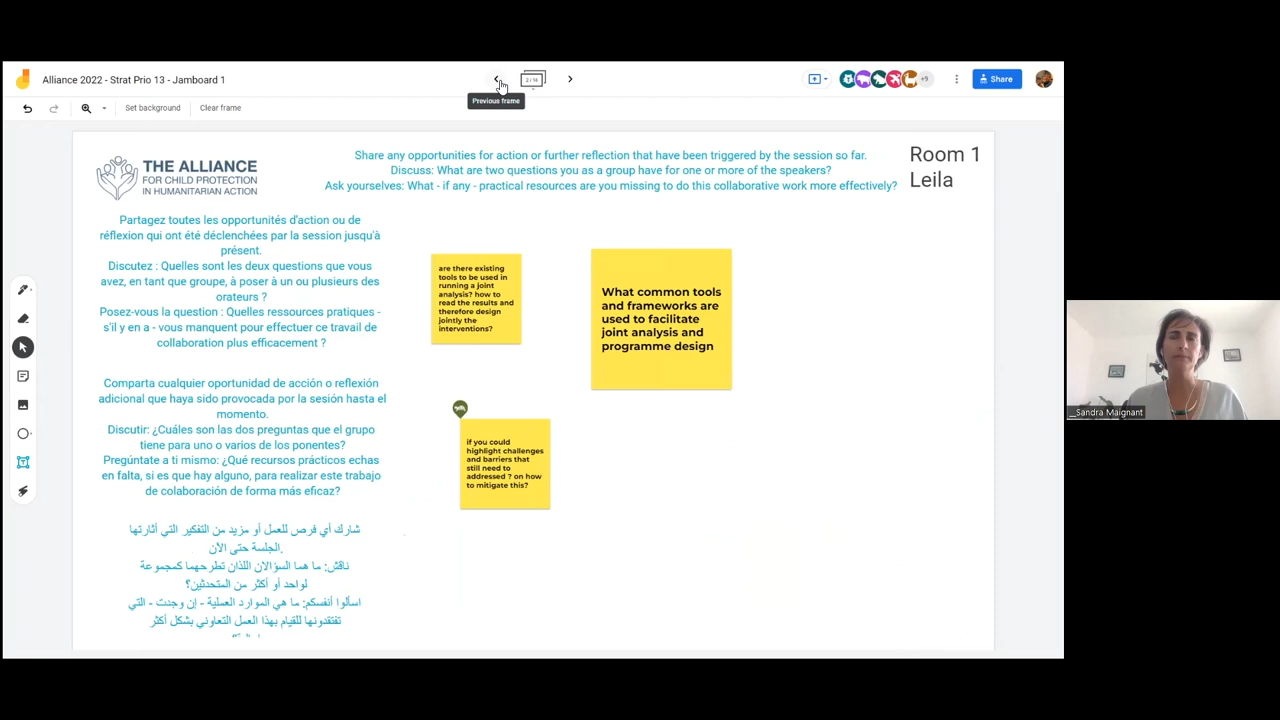 Alliance 2022 - Strat Prio 13 - Jamboard 1
+9
Share
Previous frame
Set background
Clear frame
THE ALLIANCE
FOR CHILD PROTECTION
IN HUMANITARIAN ACTION
Share any opportunities for action or further reflection that have been triggered by the session so far.
Discuss: What are two questions you as a group have for one or more of the speakers?
Ask yourselves: What - if any - practical resources are you missing to do this collaborative work more effectively?
Room 1
Leila
Partagez toutes les opportunités d'action ou de
réflexion qui ont été déclenchées par la session jusqu'à
présent.
Discutez : Quelles sont les deux questions que vous
avez, en tant que groupe, à poser à un ou plusieurs des
orateurs ?
Posez-vous la question : Quelles ressources pratiques -
s'il y en a - vous manquent pour effectuer ce travail de
collaboration plus efficacement ?
are there existing
tools to be used in
running a joint
analysis? how to
read the results and
therefore design
jointly the
interventions?
What common tools
and frameworks are
used to facilitate
joint analysis and
programme design
Comparta cualquier oportunidad de acción o reflexión
adicional que haya sido provocada por la sesión hasta el
momento.
Discutir: ¿Cuáles son las dos preguntas que el grupo
tiene para uno o varios de los ponentes?
Pregúntate a ti mismo: ¿Qué recursos prácticos echas
en falta, si es que hay alguno, para realizar este trabajo
de colaboración de forma más eficaz?
if you could
highlight challenges
and barriers that
still need to
addressed ? on how
to mitigate this?
شارك أي فرص للعمل أو مزيد من التفكير التي أثارتها
الجلسة حتى الآن.
ناقش: ما هما السؤالان اللذان تطرحهما كمجموعة
لواحد أو أكثر من المتحدثين؟
اسألوا أنفسكم: ما هي الموارد العملية - إن وجدت - التي
تفتقدونها للقيام بهذا العمل التعاوني بشكل أكثر
__Sandra Maignant